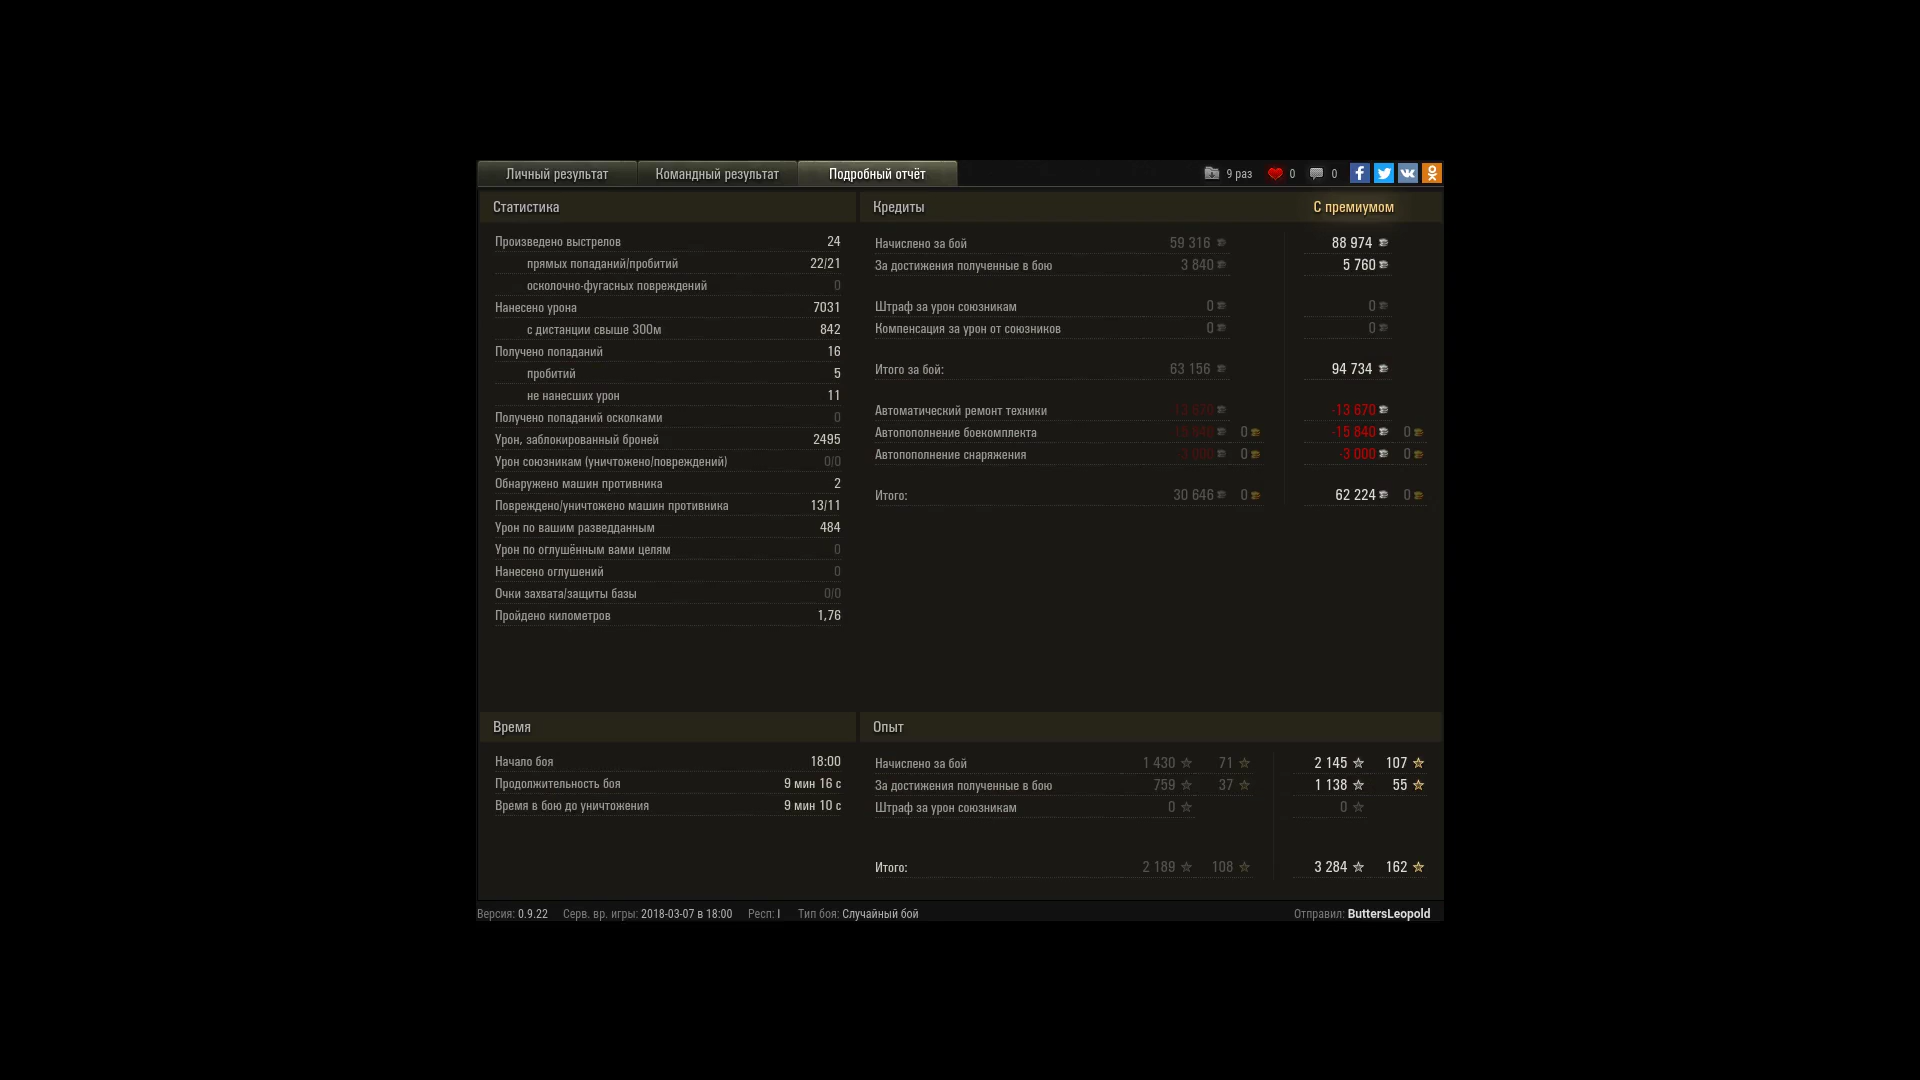 Личный результат Командный результат Подробный отчёт 9 раз 0 0
Статистика
Произведено выстрелов 24
прямых попаданий/пробитий 22/21
осколочно-фугасных повреждений 0
Нанесено урона 7031
с дистанции свыше 300м 842
Получено попаданий 16
пробитий 5
не нанесших урон 11
Получено попаданий осколками 0
Урон, заблокированный броней 2495
Урон союзникам (уничтожено/повреждений) 0/0
Обнаружено машин противника 2
Повреждено/уничтожено машин противника 13/11
Урон по вашим разведданным 484
Урон по оглушённым вами целям 0
Нанесено оглушений 0
Очки захвата/защиты базы 0/0
Пройдено километров 1,76
Кредиты С премиумом
Начислено за бой 59 316 88 974
За достижения полученные в бою 3 840 5 760
Штраф за урон союзникам 0 0
Компенсация за урон от союзников 0 0
Итого за бой: 63 156 94 734
Автоматический ремонт техники -13 670 -13 670
Автопополнение боекомплекта -15 840 0 -15 840 0
Автопополнение снаряжения -3 000 0 -3 000 0
Итого: 30 646 0 62 224 0
Время
Начало боя 18:00
Продолжительность боя 9 мин 16 с
Время в бою до уничтожения 9 мин 10 с
Опыт
Начислено за бой 1 430 71 2 145 107
За достижения полученные в бою 759 37 1 138 55
Штраф за урон союзникам 0 0
Итого: 2 189 108 3 284 162
Версия: 0.9.22 Серв. вр. игры: 2018-03-07 в 18:00 Респ: I Тип боя: Случайный бой Отправил: ButtersLeopold